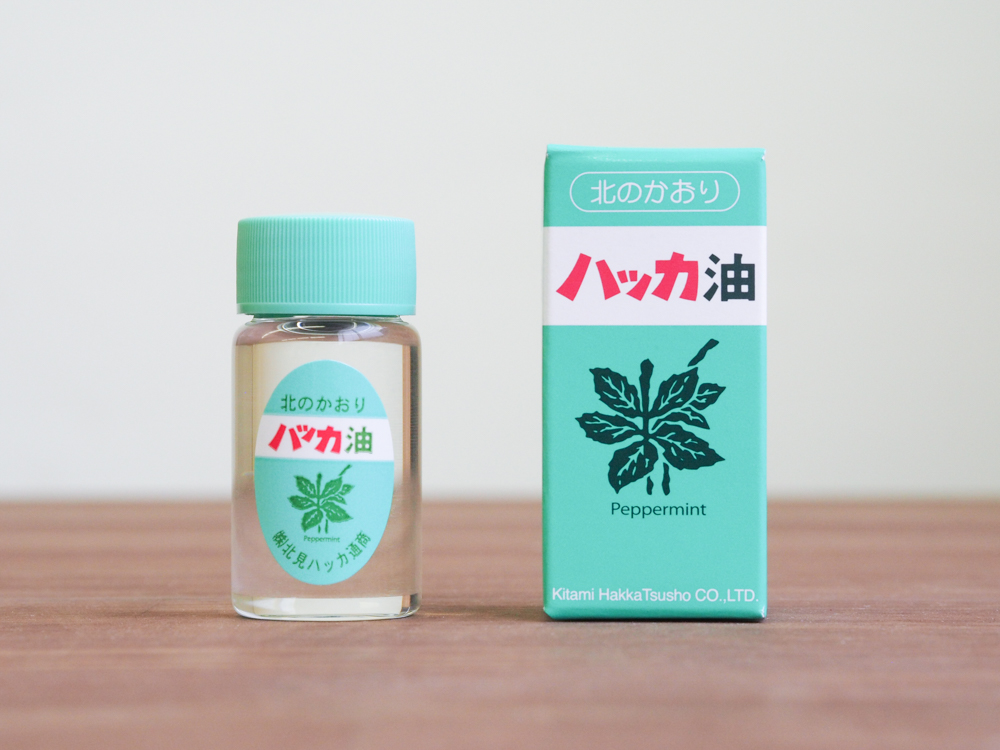 北のかおり
ハッカ油
Peppermint
㈱北見ハッカ通商
北のかおり
ハッカ油
Peppermint
Kitami HakkaTsusho CO.,LTD.